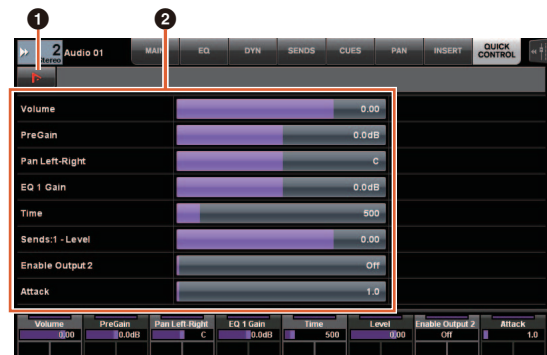 1 2
2 Stereo Audio 01 MAIN EQ DYN SENDS CUES PAN INSERT QUICK CONTROL
Volume 0.00
PreGain 0.0dB
Pan Left-Right C
EQ 1 Gain 0.0dB
Time 500
Sends:1 - Level 0.00
Enable Output 2 Off
Attack 1.0
Volume PreGain Pan Left-Right EQ 1 Gain Time Level Enable Output 2 Attack
0.00 0.0dB C 0.0dB 500 0.00 Off 1.0